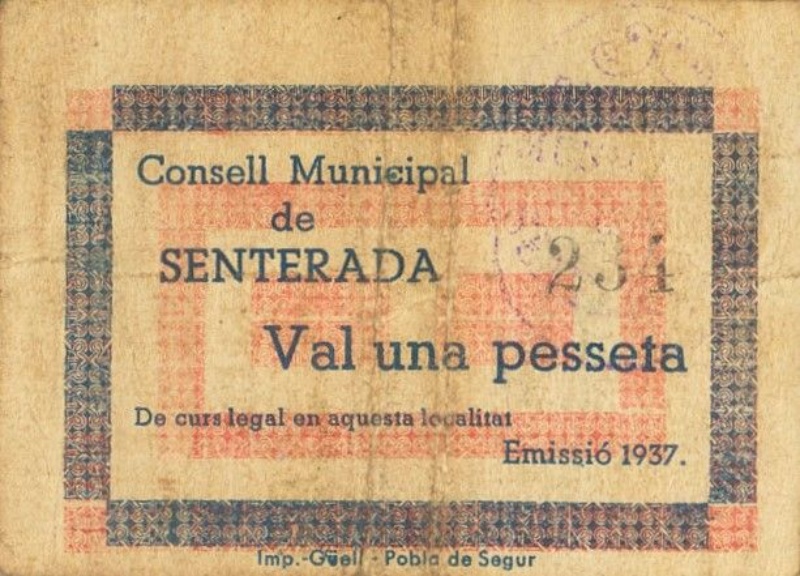 Consell Municipal
de
SENTERADA
234
Val una pesseta
De curs legal en aquesta localitat
Emissió 1937.
Imp.-Güell - Pobla de Segur